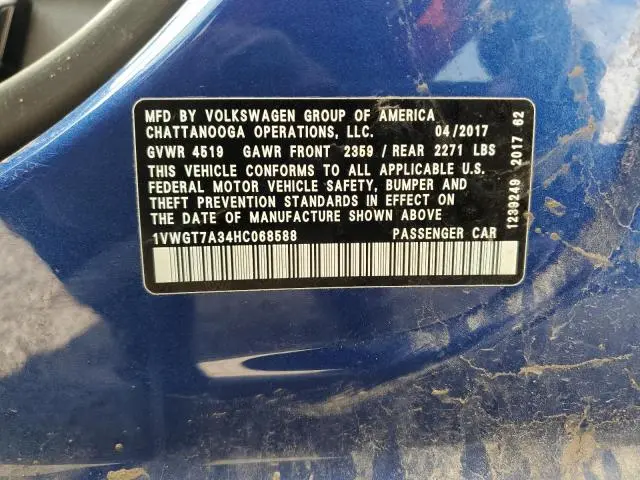 MFD BY VOLKSWAGEN GROUP OF AMERICA
CHATTANOOGA OPERATIONS, LLC. 04/2017
GVWR 4519 GAWR FRONT 2359 / REAR 2271 LBS
THIS VEHICLE CONFORMS TO ALL APPLICABLE U.S.
FEDERAL MOTOR VEHICLE SAFETY, BUMPER AND
THEFT PREVENTION STANDARDS IN EFFECT ON
THE DATE OF MANUFACTURE SHOWN ABOVE
1VWGT7A34HC068588 PASSENGER CAR
1239249 2017 62